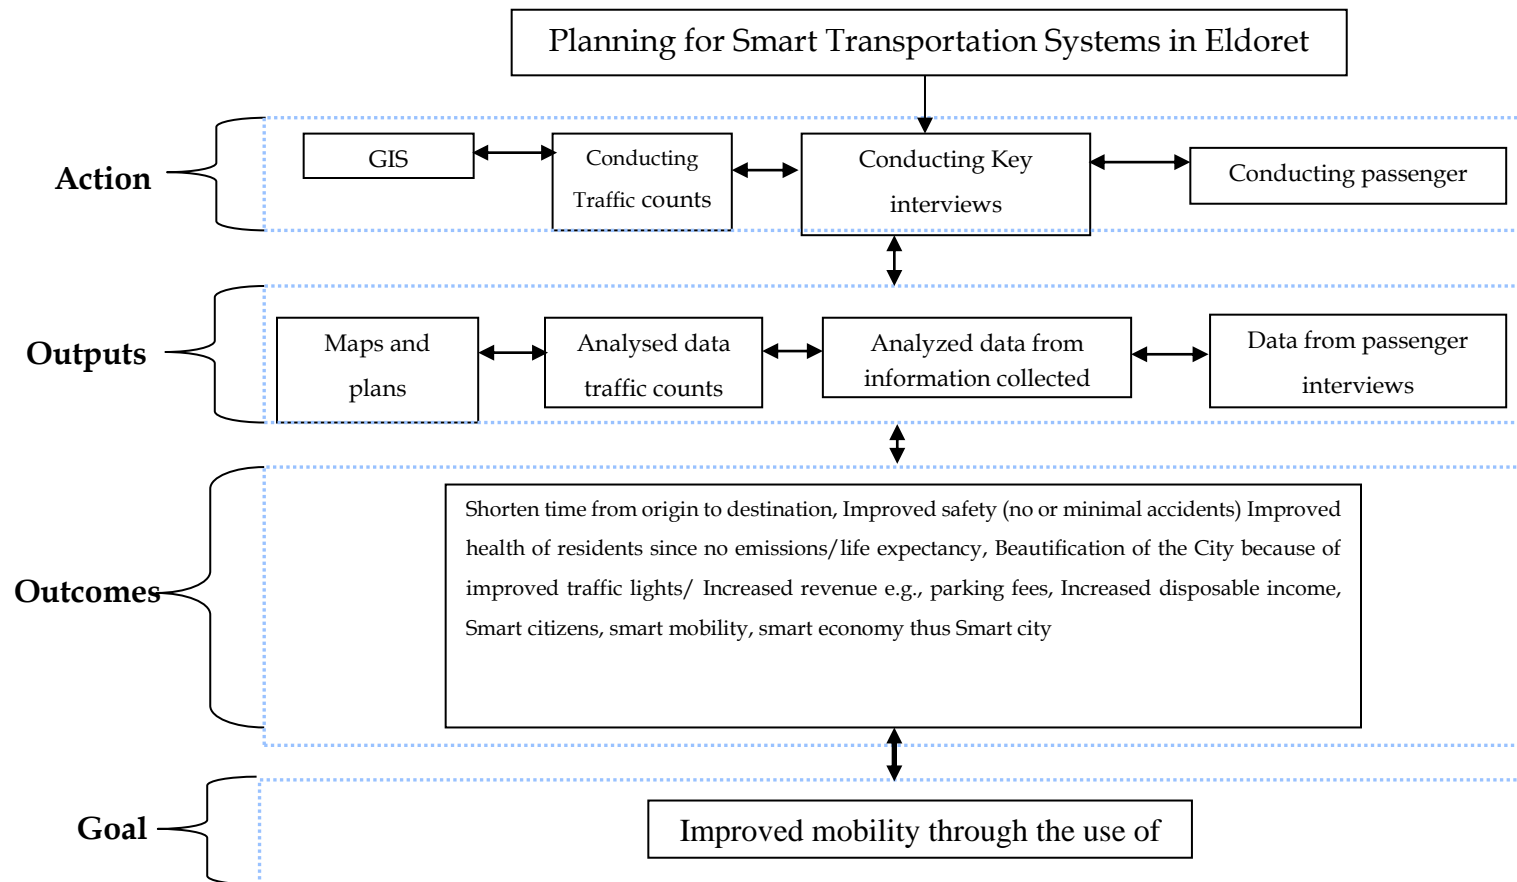 Planning for Smart Transportation Systems in Eldoret
Action
GIS
Conducting
Traffic counts
Conducting Key
interviews
Conducting passenger
Outputs
Maps and
plans
Analysed data
traffic counts
Analyzed data from
information collected
Data from passenger
interviews
Outcomes
Shorten time from origin to destination, Improved safety (no or minimal accidents) Improved
health of residents since no emissions/life expectancy, Beautification of the City because of
improved traffic lights/ Increased revenue e.g., parking fees, Increased disposable income,
Smart citizens, smart mobility, smart economy thus Smart city
Goal
Improved mobility through the use of